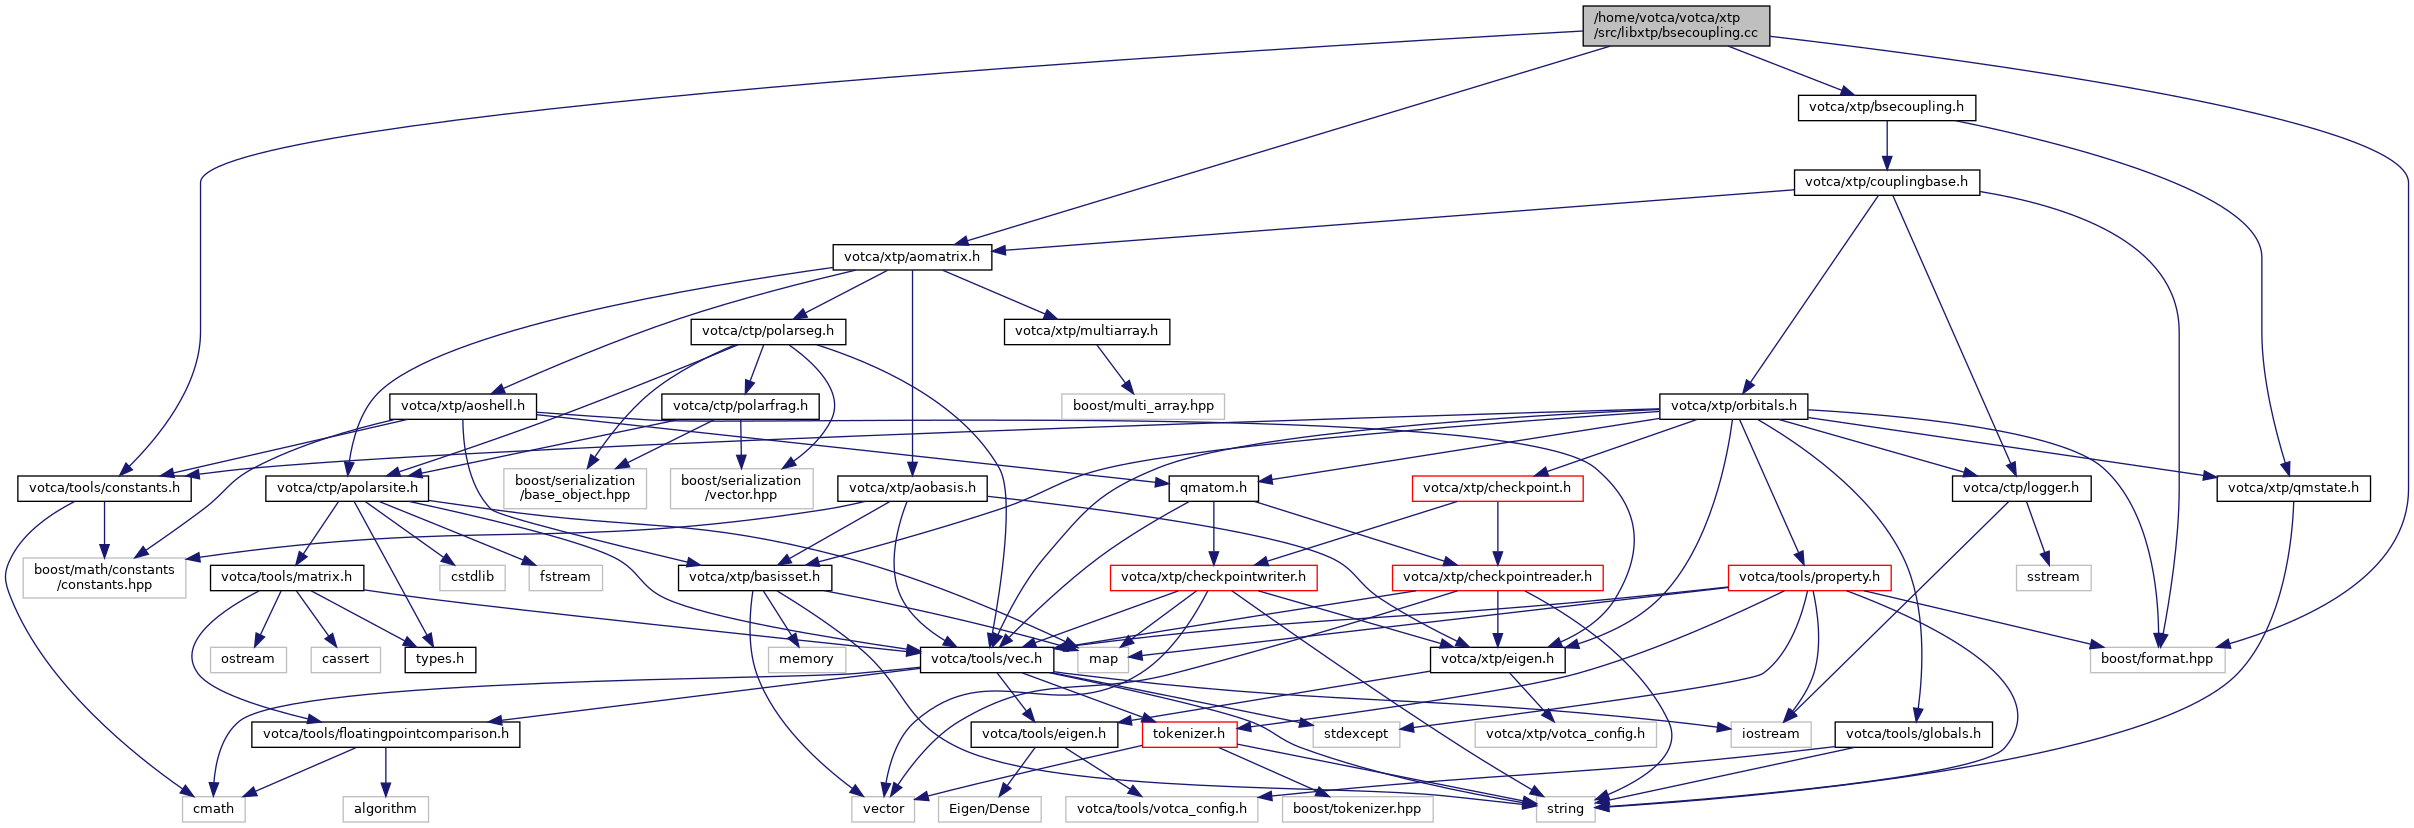 /home/votca/votca/xtp
/src/libxtp/bsecoupling.cc
votca/xtp/bsecoupling.h
votca/xtp/couplingbase.h
votca/xtp/aomatrix.h
votca/ctp/polarseg.h
votca/xtp/multiarray.h
votca/xtp/aoshell.h
votca/ctp/polarfrag.h
boost/multi_array.hpp
votca/xtp/orbitals.h
votca/tools/constants.h
votca/ctp/apolarsite.h
boost/serialization
/base_object.hpp
boost/serialization
/vector.hpp
votca/xtp/aobasis.h
qmatom.h
votca/xtp/checkpoint.h
votca/ctp/logger.h
votca/xtp/qmstate.h
boost/math/constants
/constants.hpp
votca/tools/matrix.h
cstdlib
fstream
votca/xtp/basisset.h
votca/xtp/checkpointwriter.h
votca/xtp/checkpointreader.h
votca/tools/property.h
sstream
ostream
cassert
types.h
memory
votca/tools/vec.h
map
votca/xtp/eigen.h
boost/format.hpp
votca/tools/floatingpointcomparison.h
votca/tools/eigen.h
tokenizer.h
stdexcept
votca/xtp/votca_config.h
iostream
votca/tools/globals.h
cmath
algorithm
vector
Eigen/Dense
votca/tools/votca_config.h
boost/tokenizer.hpp
string